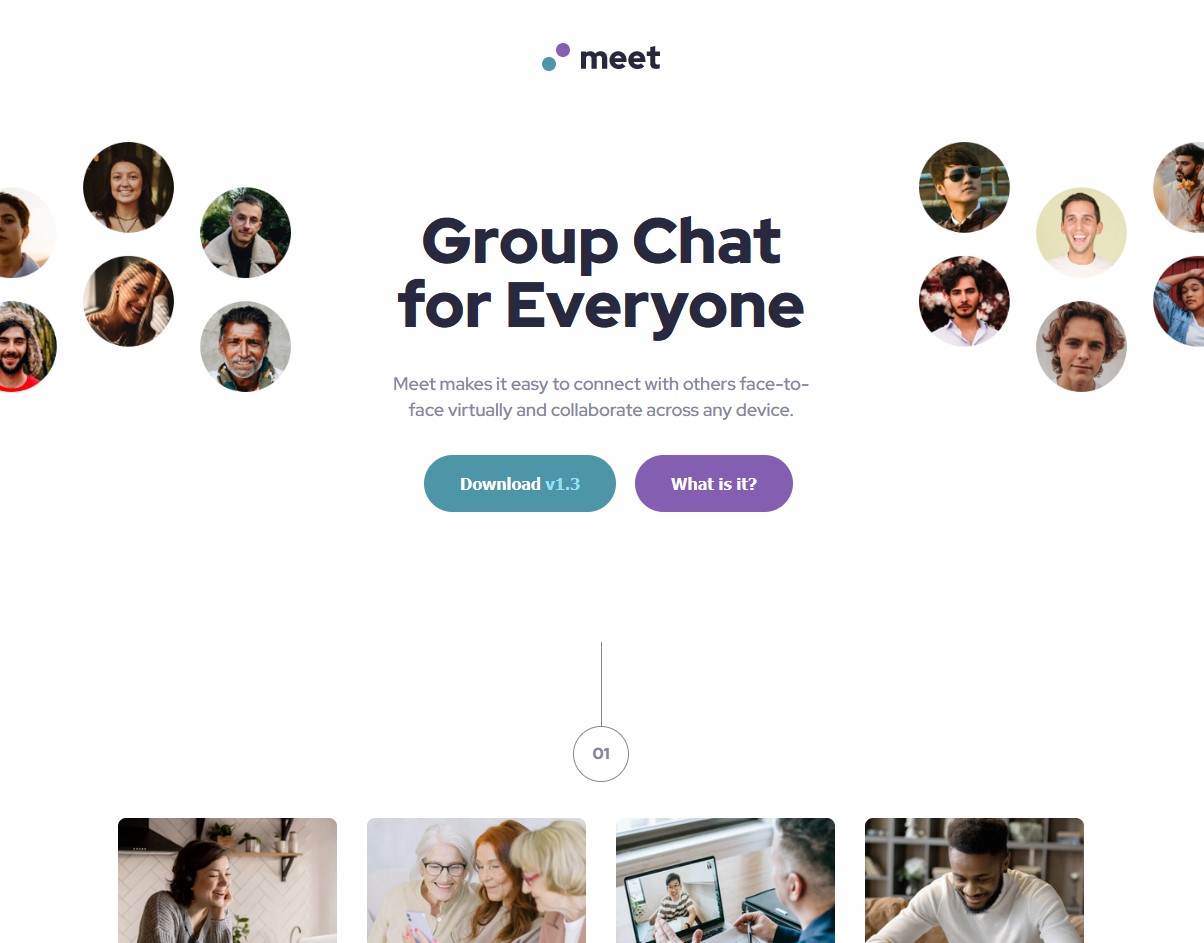 meet
Group Chat
for Everyone
Meet makes it easy to connect with others face-to-
face virtually and collaborate across any device.
Download v1.3
What is it?
01